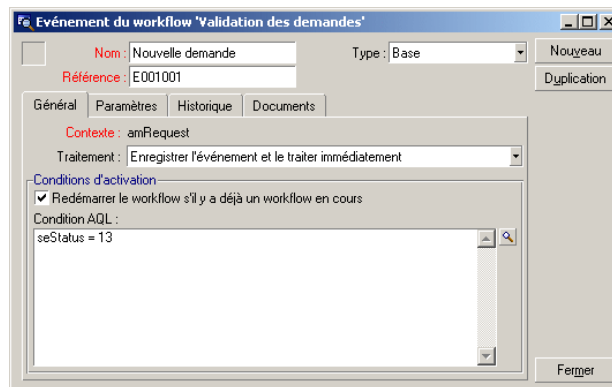 Evénement du workflow 'Validation des demandes'
Nom : Nouvelle demande Type : Base Nouveau
Référence : E001001 Duplication
Général Paramètres Historique Documents
Contexte : amRequest
Traitement : Enregistrer l'événement et le traiter immédiatement
Conditions d'activation
Redémarrer le workflow s'il y a déjà un workflow en cours
Condition AQL :
seStatus = 13
Fermer